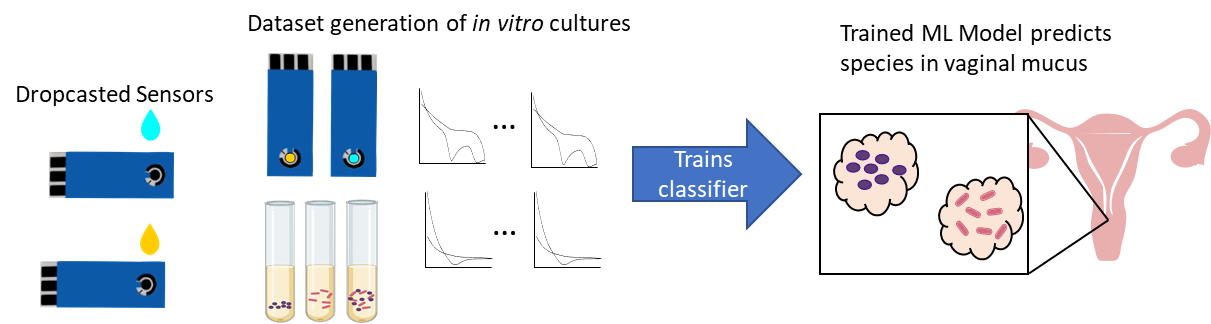 Dropcasted Sensors
Dataset generation of in vitro cultures
...
...
Trains
classifier
Trained ML Model predicts
species in vaginal mucus